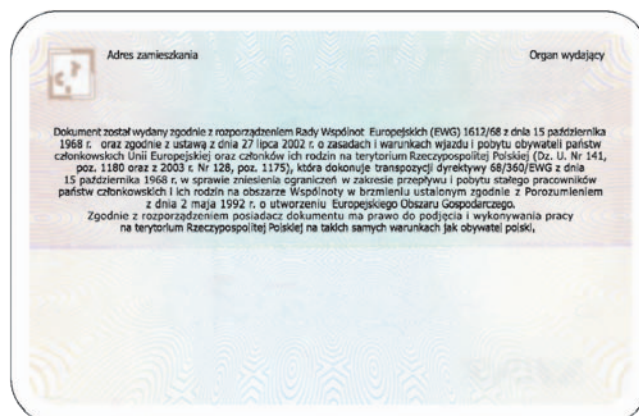 Adres zamieszkania Organ wydający
Dokument został wydany zgodnie z rozporządzeniem Rady Wspólnot Europejskich (EWG) 1612/68 z dnia 15 października
1968 r. oraz zgodnie z ustawą z dnia 27 lipca 2002 r. o zasadach i warunkach wjazdu i pobytu obywateli państw
członkowskich Unii Europejskiej oraz członków ich rodzin na terytorium Rzeczypospolitej Polskiej (Dz. U. Nr 141,
poz. 1180 oraz z 2003 r. Nr 128, poz. 1175), która dokonuje transpozycji dyrektywy 68/360/EWG z dnia
15 października 1968 r, w sprawie zniesienia ograniczeń w zakresie przepływu i pobytu stałego pracowników
państw członkowskich i ich rodzin na obszarze Wspólnoty w brzmieniu ustalonym zgodnie z Porozumieniem
z dnia 2 maja 1992 r. o utworzeniu Europejskiego Obszaru Gospodarczego.
Zgodnie z rozporządzeniem posiadacz dokumentu ma prawo do podjęcia i wykonywania pracy
na terytorium Rzeczypospolitej Polskiej na takich samych warunkach jak obywatel polski,